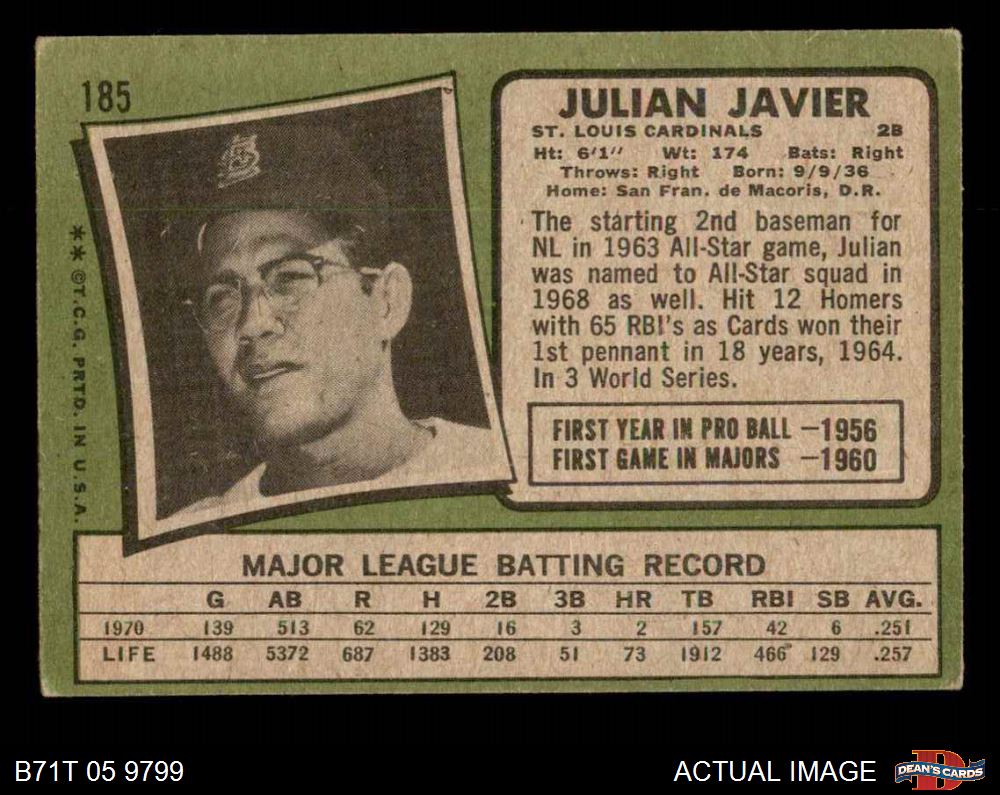 185
** ©T.C.G. PRTD. IN U.S.A.
JULIAN JAVIER
ST. LOUIS CARDINALS 2B
Ht: 6'1" Wt: 174 Bats: Right
Throws: Right Born: 9/9/36
Home: San Fran. de Macoris, D.R.
The starting 2nd baseman for
NL in 1963 All-Star game, Julian
was named to All-Star squad in
1968 as well. Hit 12 Homers
with 65 RBI's as Cards won their
1st pennant in 18 years, 1964.
In 3 World Series.
FIRST YEAR IN PRO BALL —1956
FIRST GAME IN MAJORS —1960
MAJOR LEAGUE BATTING RECORD
G AB R H 2B 3B HR TB RBI SB AVG.
1970 139 513 62 129 16 3 2 157 42 6 .251
LIFE 1488 5372 687 1383 208 51 73 1912 466 129 .257
B71T 05 9799
ACTUAL IMAGE
DEAN'S CARDS